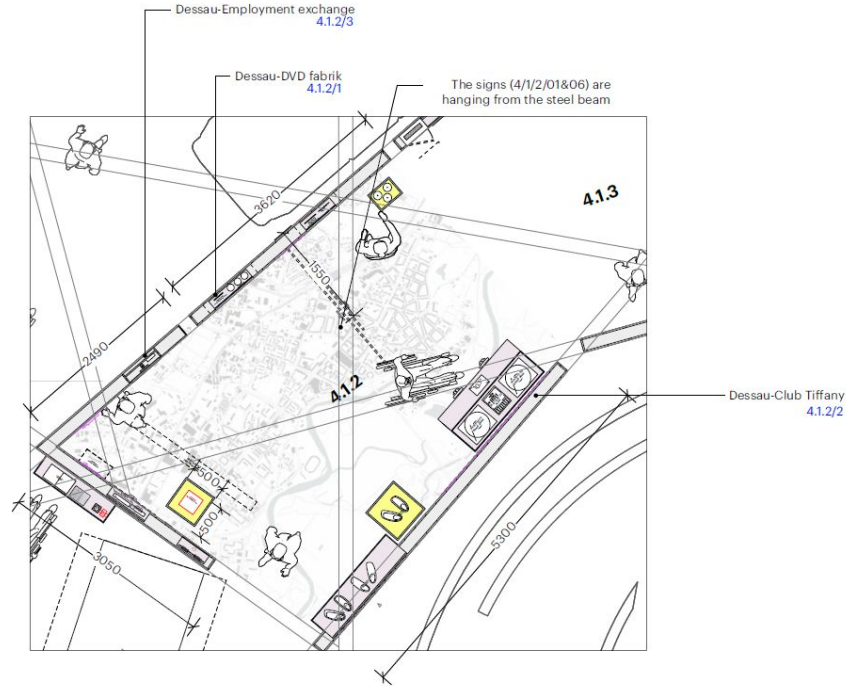 Dessau-Employment exchange
4.1.2/3
Dessau-DVD fabrik
4.1.2/1
The signs (4/1/2/01&06) are
hanging from the steel beam
4.1.3
3620
1550
2490
4.1.2
Dessau-Club Tiffany
4.1.2/2
500
500
5300
3050